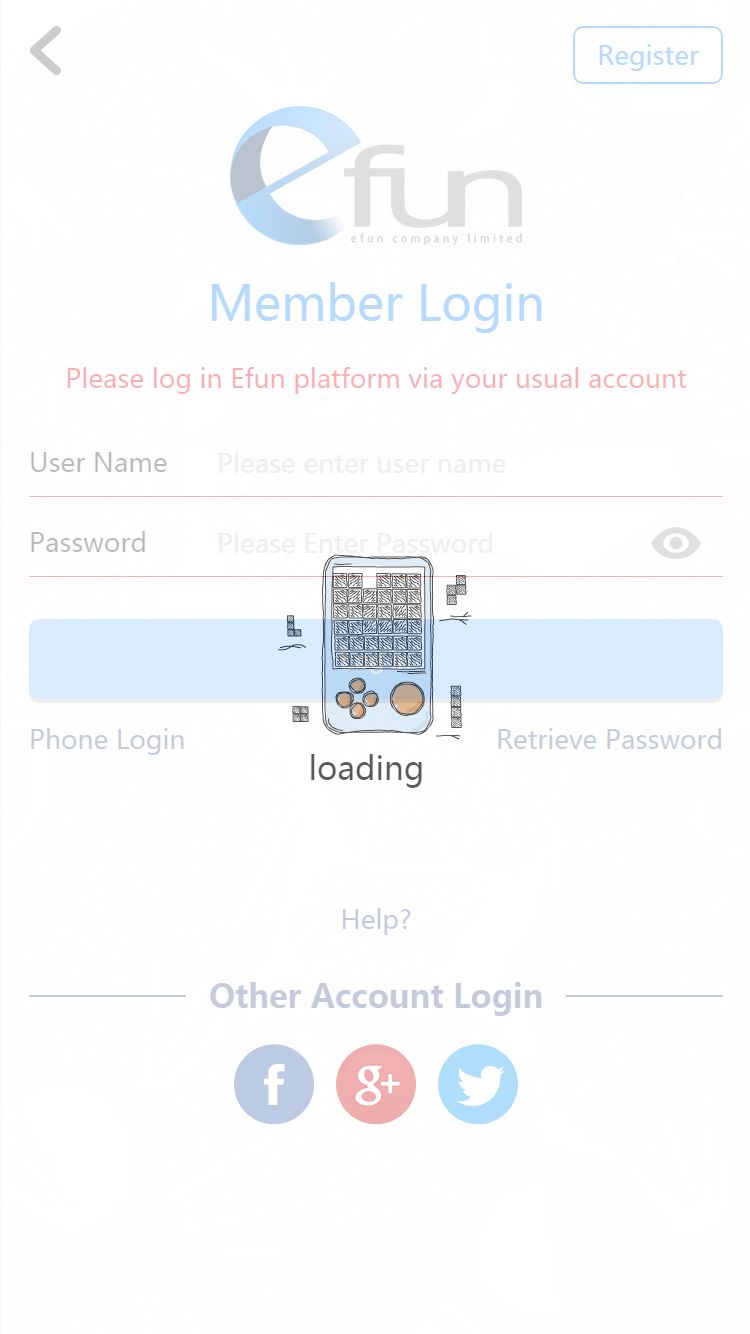 Register
efun
efun company limited
Member Login
Please log in Efun platform via your usual account
User Name Please enter user name
Password Please Enter Password
loading
Phone Login Retrieve Password
Help?
Other Account Login
f g+